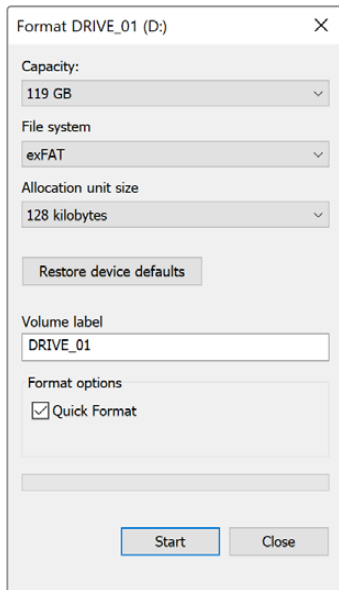 Format DRIVE_01 (D:)
Capacity:
119 GB
File system
exFAT
Allocation unit size
128 kilobytes
Restore device defaults
Volume label
DRIVE_01
Format options
Quick Format
Start Close